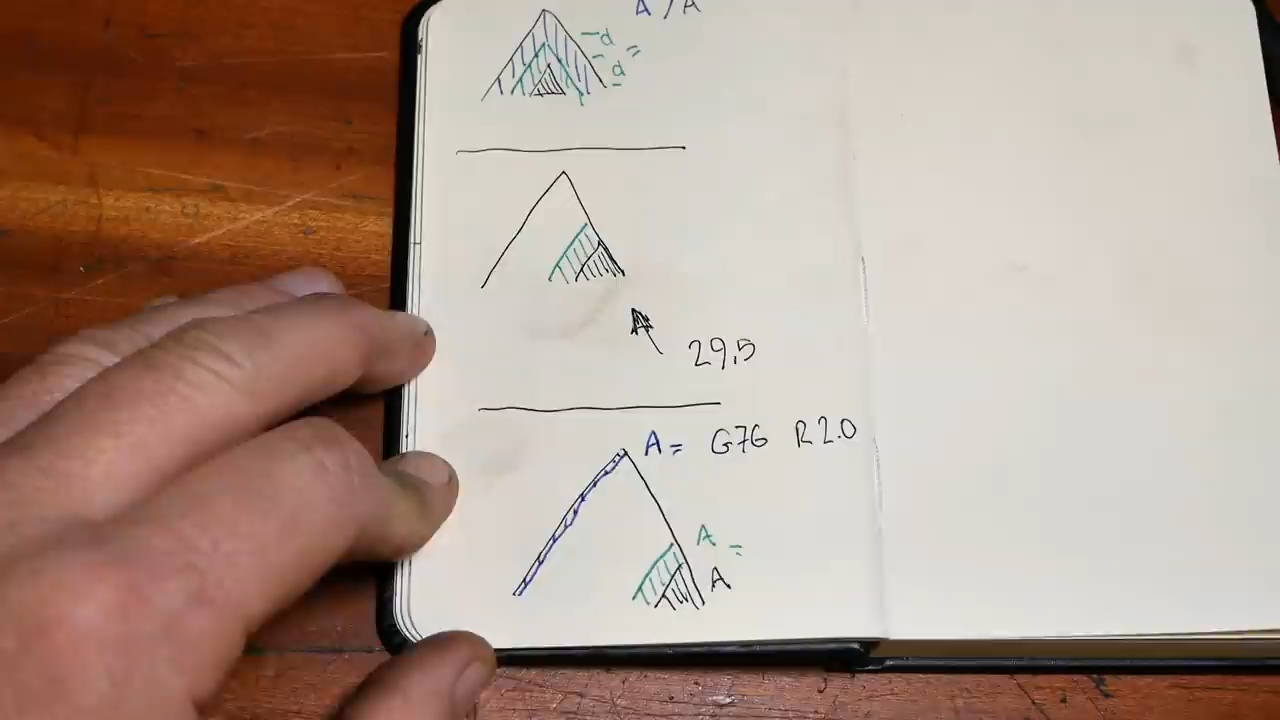 A / A
-a
= =
a
29.5
A = G76 R2.0
A =
A